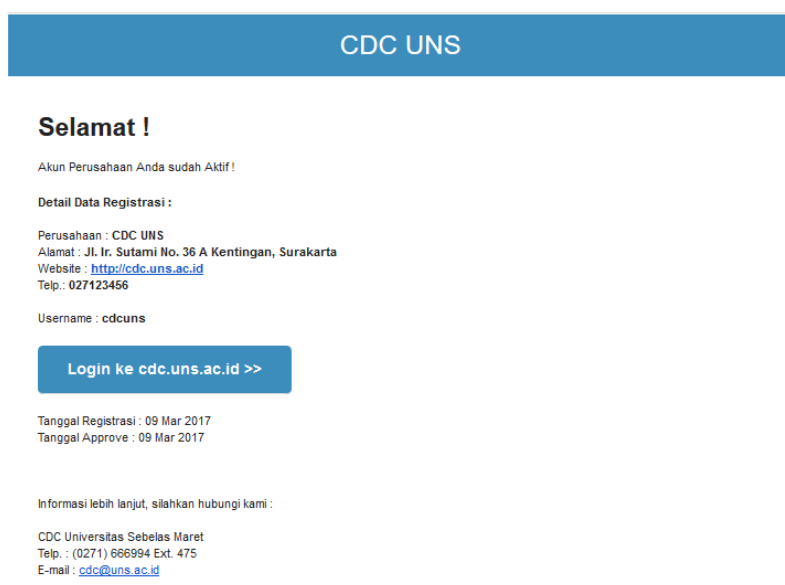 CDC UNS
Selamat !
Akun Perusahaan Anda sudah Aktif !
Detail Data Registrasi :
Perusahaan : CDC UNS
Alamat : Jl. Ir. Sutami No. 36 A Kentingan, Surakarta
Website : http://cdc.uns.ac.id
Telp.: 027123456
Username : cdcuns
Login ke cdc.uns.ac.id >>
Tanggal Registrasi : 09 Mar 2017
Tanggal Approve : 09 Mar 2017
Informasi lebih lanjut, silahkan hubungi kami :
CDC Universitas Sebelas Maret
Telp. : (0271) 666994 Ext. 475
E-mail : cdc@uns.ac.id